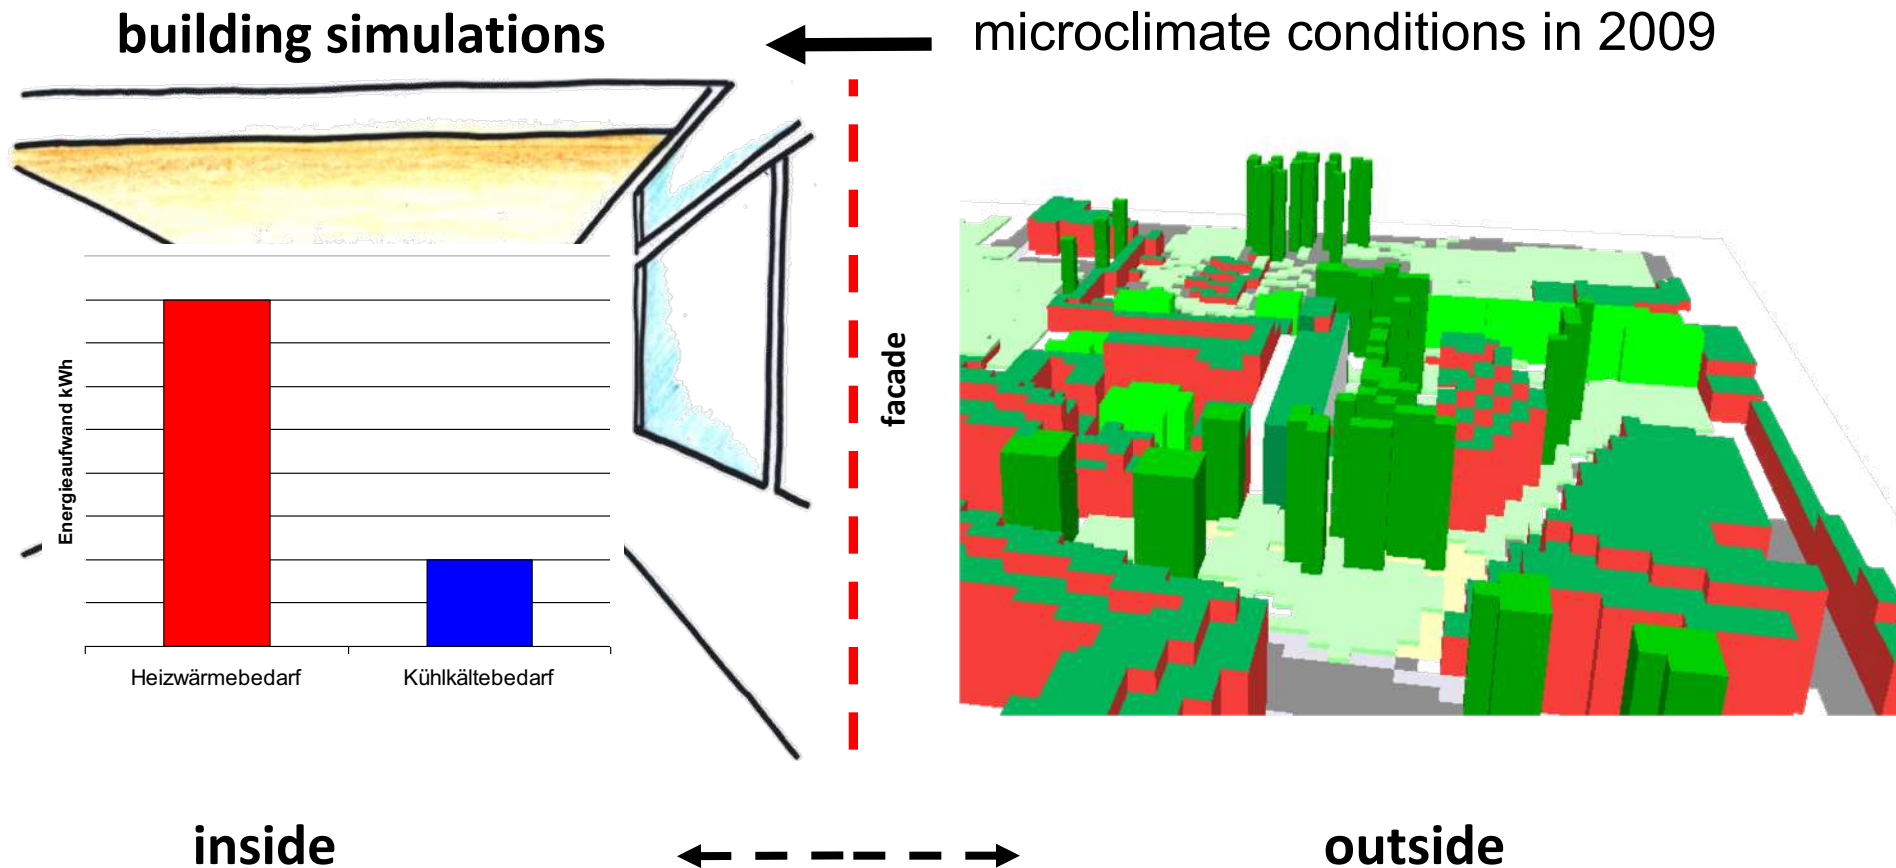 building simulations
microclimate conditions in 2009
facade
Energieaufwand kWh
Heizwärmebedarf
Kühlkältebedarf
inside
outside